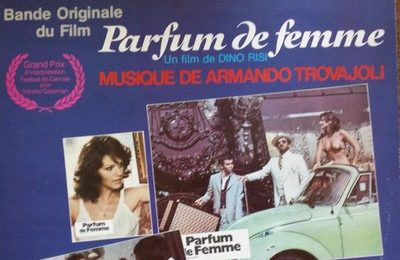 Bande Originale
du Film
Parfum de femme
Un film de DINO RISI
MUSIQUE DE ARMANDO TROVAJOLI
Grand Prix
d'interprétation
Festival de Cannes
pour
Vittorio Gassman
Parfum
de Femme
Parfum
de Femme